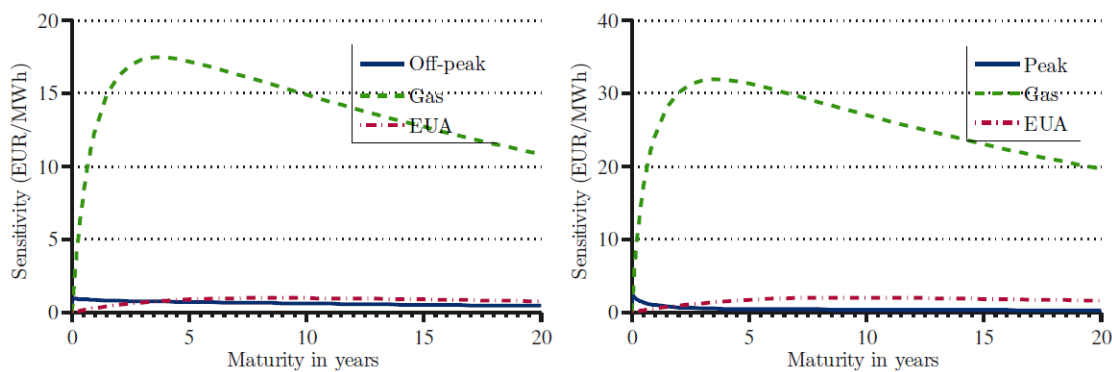 20
15
10
5
0
Sensitivity (EUR/MWh)
Off-peak
Gas
EUA
0 5 10 15 20
Maturity in years
40
30
20
10
0
Sensitivity (EUR/MWh)
Peak
Gas
EUA
0 5 10 15 20
Maturity in years